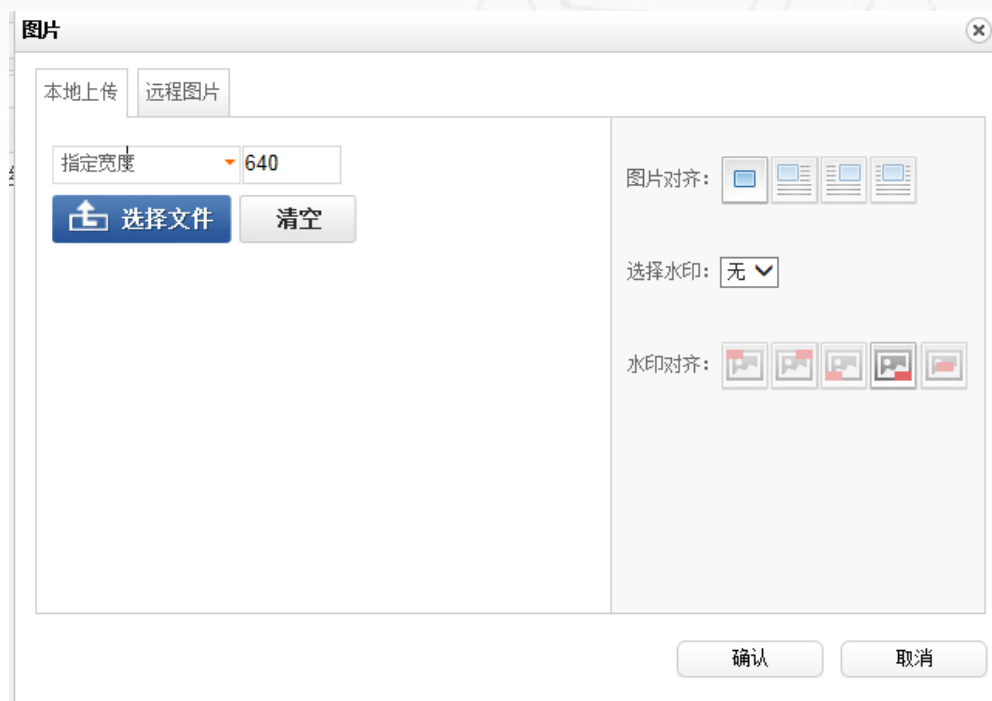 图片
本地上传 远程图片
指定宽度 640
选择文件 清空
图片对齐：
选择水印： 无
水印对齐：
确认 取消